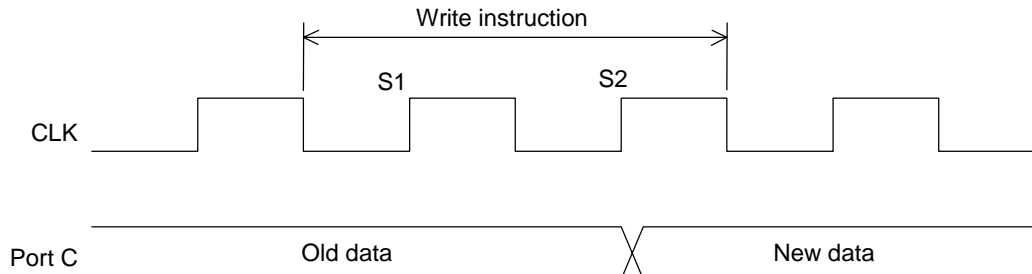 Write instruction
S1
S2
CLK
Port C
Old data
New data